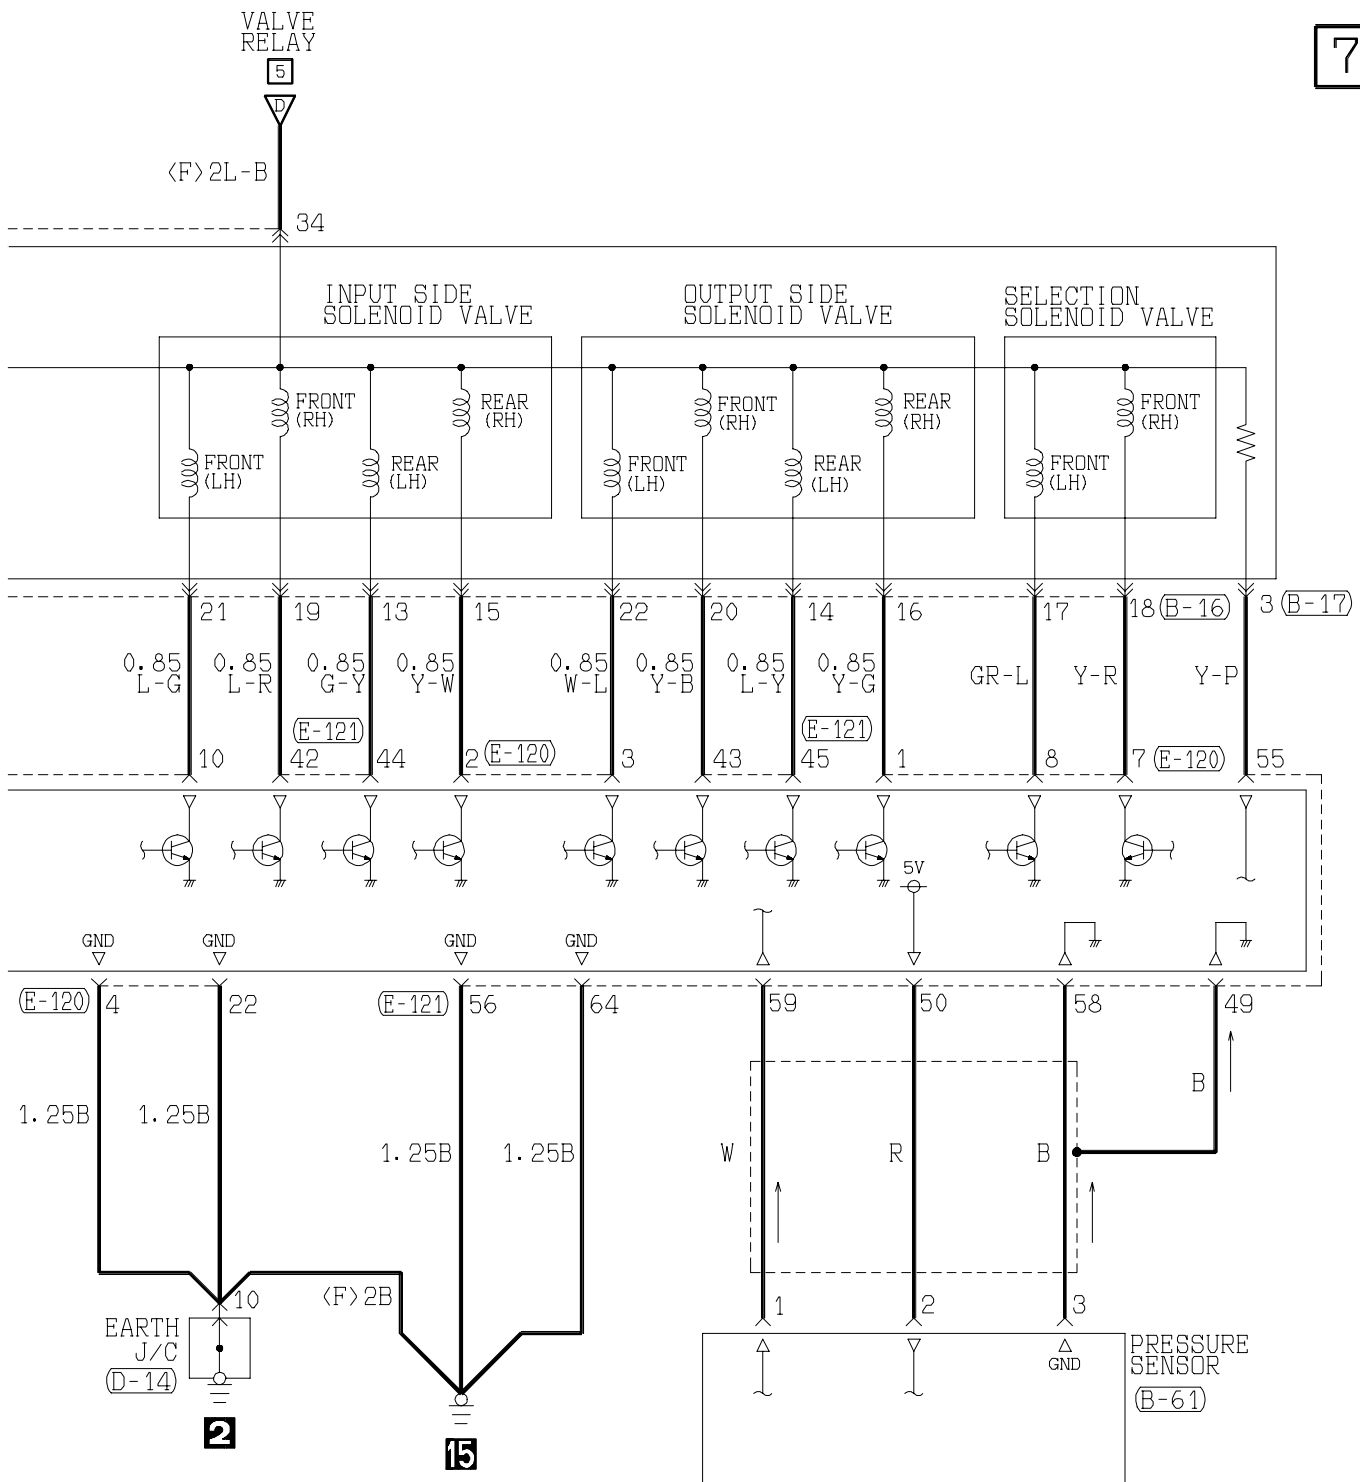 VALVE
RELAY
7
5
D
〈F〉2L-B
34
INPUT SIDE
SOLENOID VALVE
OUTPUT SIDE
SOLENOID VALVE
SELECTION
SOLENOID VALVE
FRONT
(RH)
REAR
(RH)
FRONT
(RH)
REAR
(RH)
FRONT
(RH)
FRONT
(LH)
REAR
(LH)
FRONT
(LH)
REAR
(LH)
FRONT
(LH)
21 19 13 15 22 20 14 16 17 18 (B-16) 3 (B-17)
0.85 0.85 0.85 0.85 0.85 0.85 0.85 0.85
L-G L-R G-Y Y-W W-L Y-B L-Y Y-G GR-L Y-R Y-P
(E-121) (E-121)
10 42 44 2 (E-120) 3 43 45 1 8 7 (E-120) 55
5V
GND GND GND GND
(E-120) 4 22 (E-121) 56 64 59 50 58 49
B
1.25B 1.25B 1.25B 1.25B W R B
10 〈F〉2B 1 2 3
EARTH
J/C
(D-14)
PRESSURE
SENSOR
(B-61)
GND
2
15